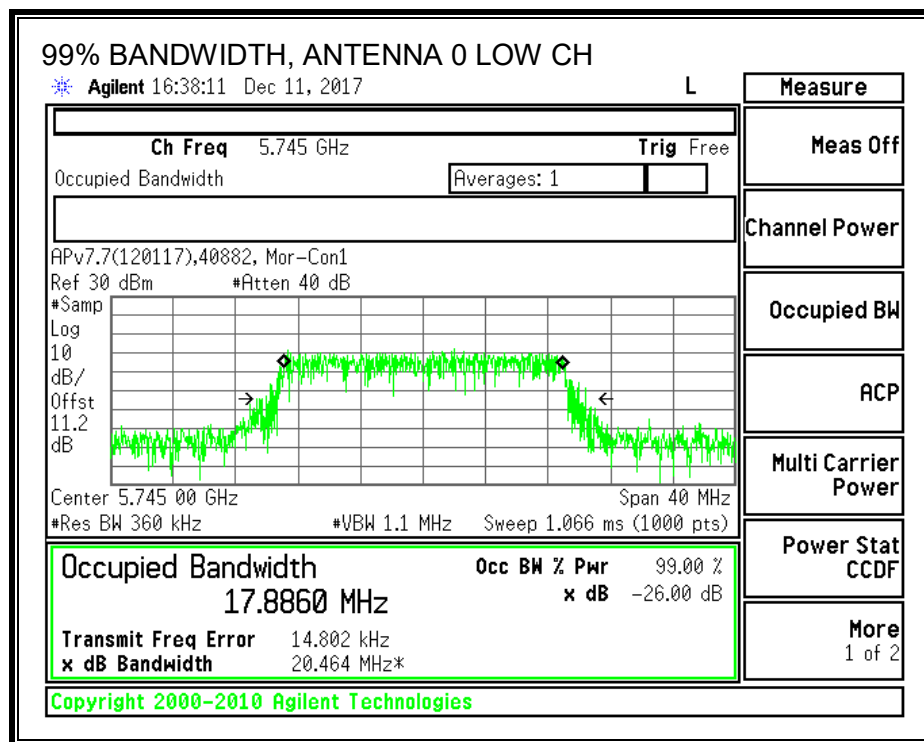 99% BANDWIDTH, ANTENNA 0 LOW CH
Agilent 16:38:11 Dec 11, 2017 L
Measure
Ch Freq 5.745 GHz Trig Free
Meas Off
Occupied Bandwidth Averages: 1
Channel Power
APv7.7(120117),40882, Mor-Con1
Ref 30 dBm #Atten 40 dB
#Samp
Log
10
dB/
Offst
11.2
dB
Occupied BW
ACP
Multi Carrier
Power
Center 5.745 00 GHz Span 40 MHz
#Res BW 360 kHz #VBW 1.1 MHz Sweep 1.066 ms (1000 pts)
Power Stat
CCDF
Occupied Bandwidth Occ BW % Pwr 99.00 %
17.8860 MHz x dB -26.00 dB
Transmit Freq Error 14.802 kHz
x dB Bandwidth 20.464 MHz*
More
1 of 2
Copyright 2000-2010 Agilent Technologies